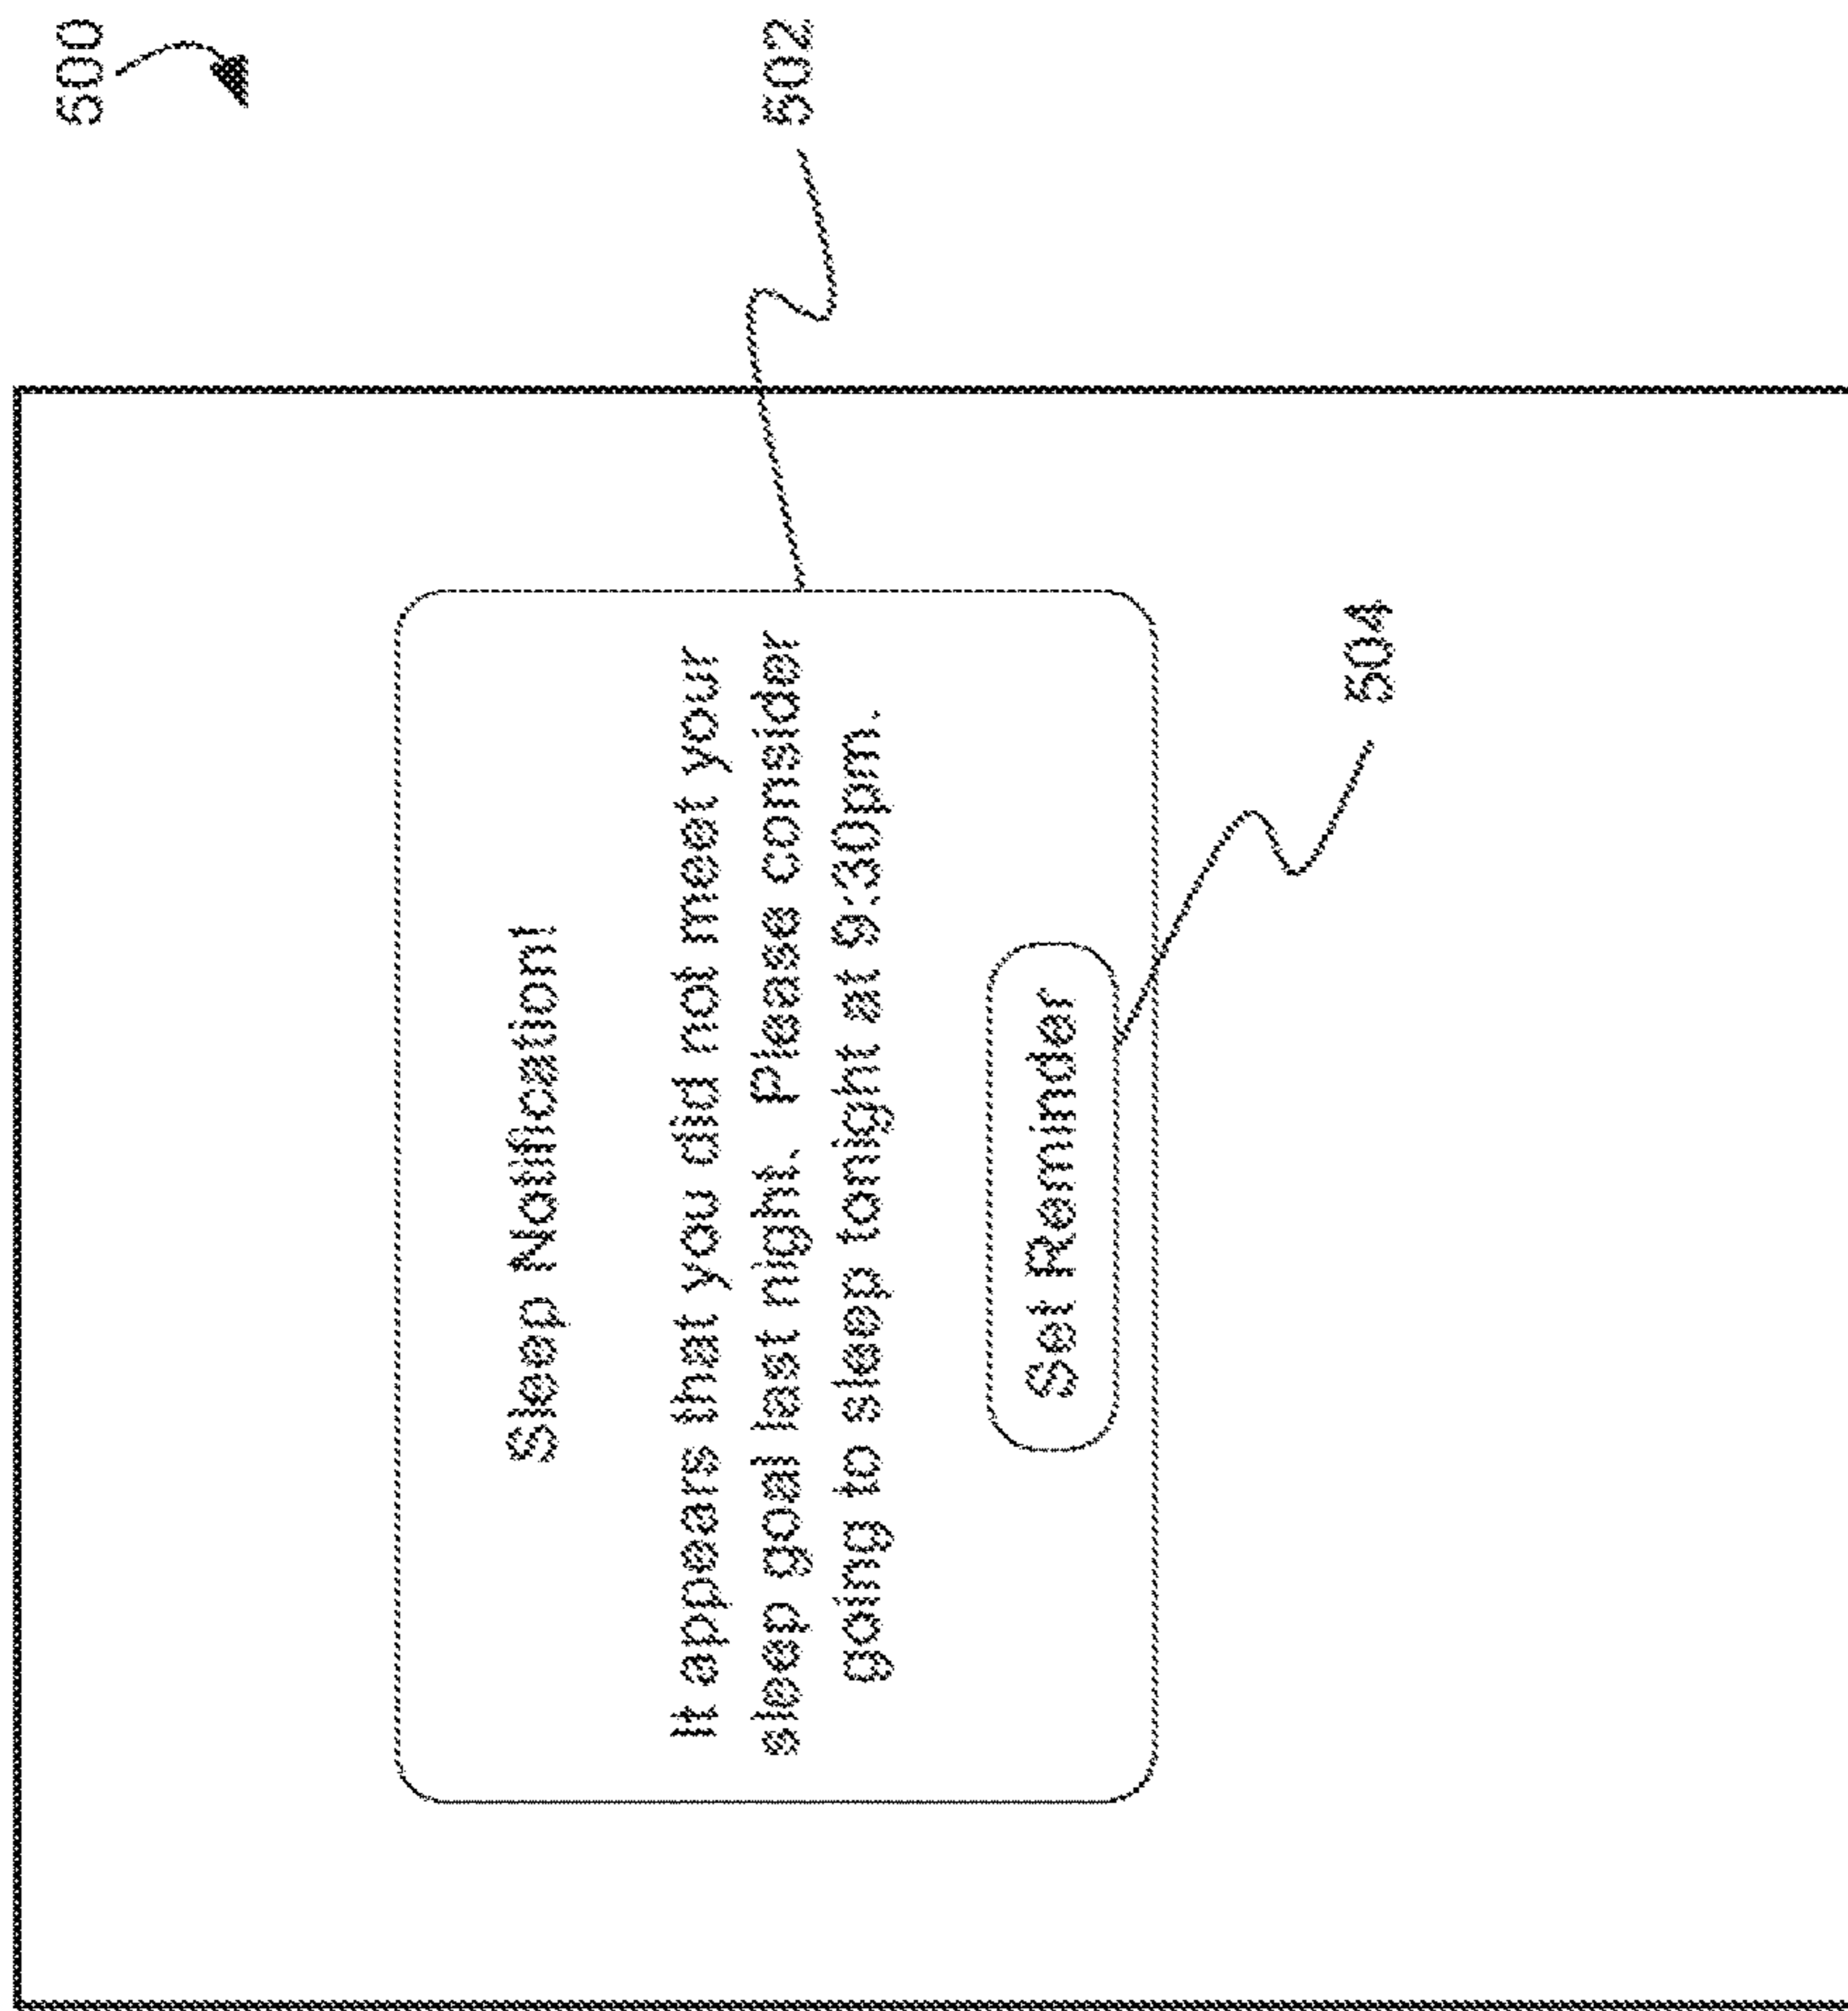 500
502
Sleep Notification!
It appears that you did not meet your
sleep goal last night.  Please consider
going to sleep tonight at 9:30pm.
Set Reminder
504